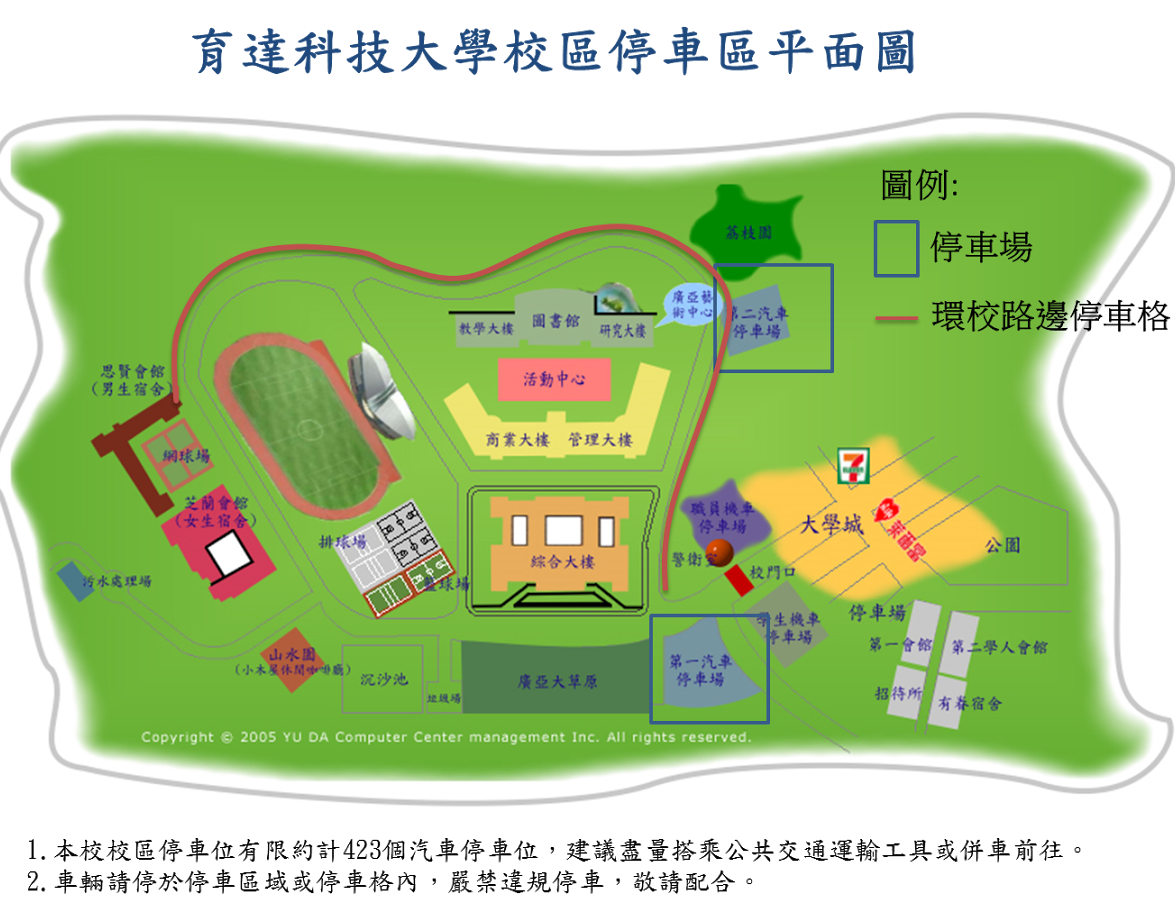 育達科技大學校區停車區平面圖
圖例:
停車場
環校路邊停車格
荔枝園
第二汽車
停車場
廣亞藝
術中心
教學大樓
圖書館
研究大樓
活動中心
商業大樓
管理大樓
思賢會館
(男生宿舍)
網球場
芝蘭會館
(女生宿舍)
排球場
籃球場
綜合大樓
職員機車
停車場
警衛室
校門口
7
ELEVEN
大學城
萊爾富
公園
污水處理場
山水園
(小木屋休閒咖啡廳)
沉沙池
垃圾場
廣亞大草原
第一汽車
停車場
學生機車
停車場
停車場
第一會館
第二學人會館
招待所
有眷宿舍
Copyright © 2005 YU DA Computer Center management Inc. All rights reserved.
1.本校校區停車位有限約計423個汽車停車位，建議盡量搭乘公共交通運輸工具或併車前往。
2.車輛請停於停車區域或停車格內，嚴禁違規停車，敬請配合。